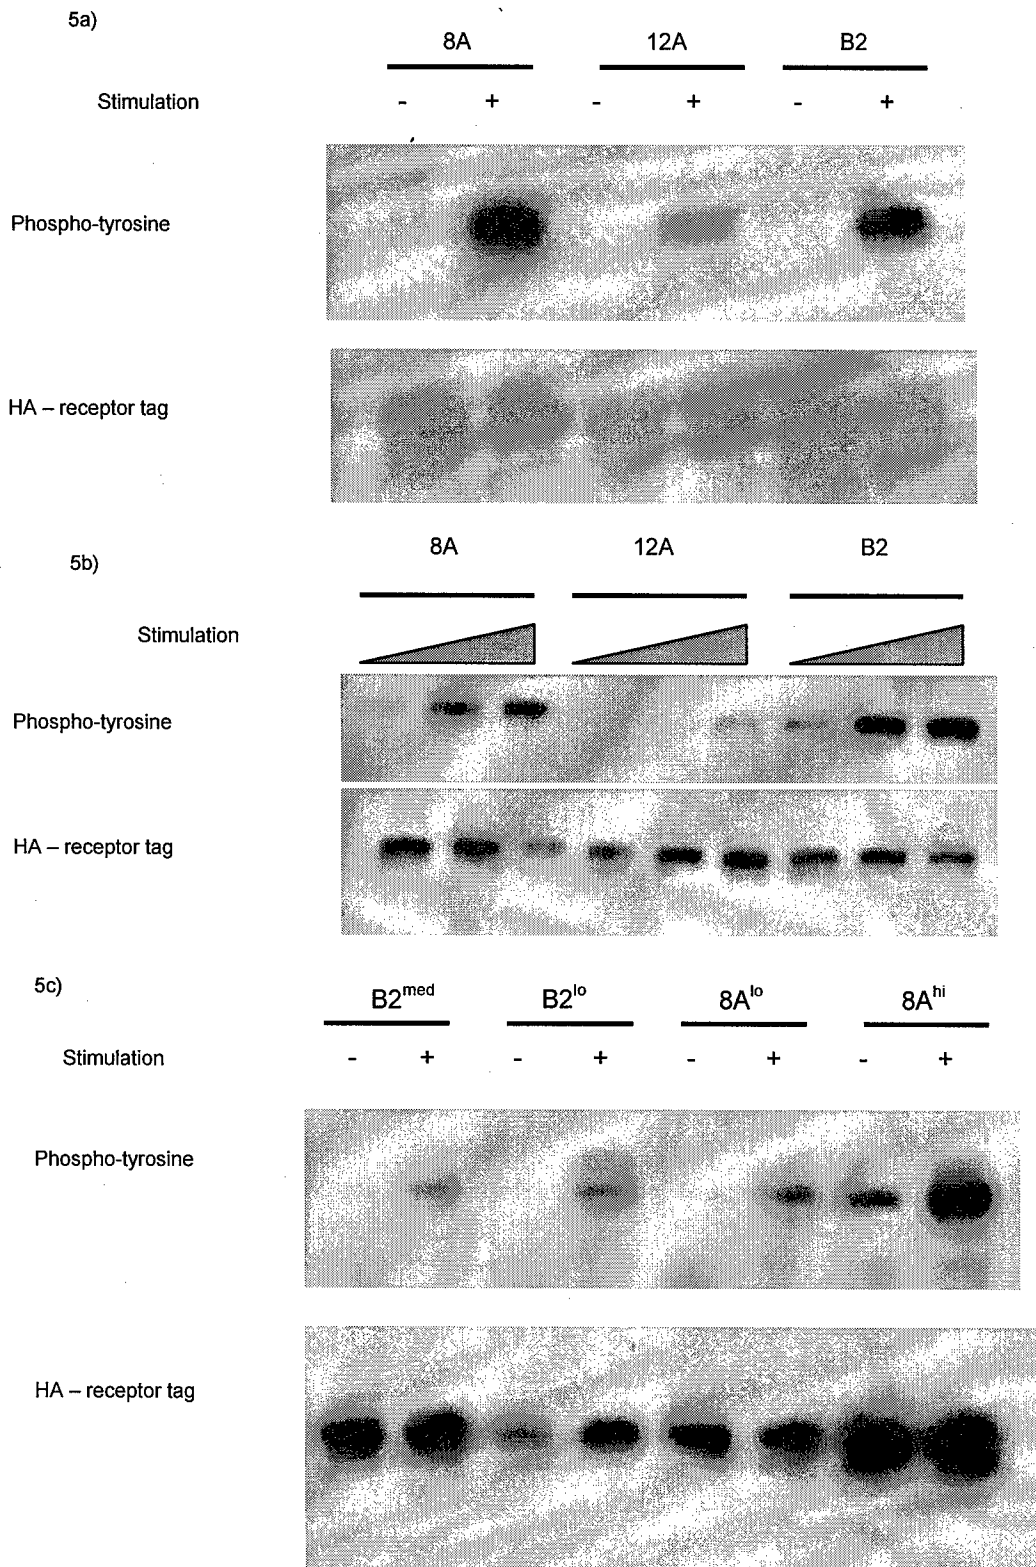 5a)
8A 12A B2
Stimulation - + - + - +
Phospho-tyrosine
HA – receptor tag
5b)
8A 12A B2
Stimulation
Phospho-tyrosine
HA – receptor tag
5c)
B2med B2lo 8Alo 8Ahi
Stimulation - + - + - + - +
Phospho-tyrosine
HA – receptor tag